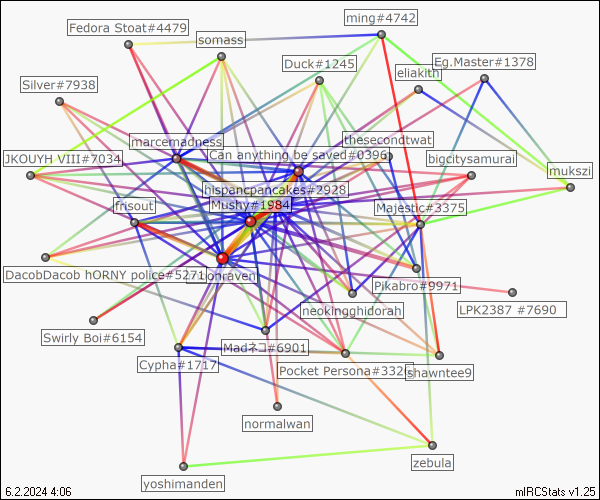 ming#4742
Fedora Stoat#4479
somass
Duck#1245
Eg.Master#1378
eliakith
Silver#7938
marcemadness
thesecondtwat
JKOUYH VIII#7034
Can anything be saved#0396
bigcitysamurai
mukszi
hispancpancakes#2928
frisout
Mushy#1984
Majestic#3375
DacobDacob hORNY police#5271
onraven
Pikabro#9971
neokingghidorah
LPK2387 #7690
Swirly Boi#6154
Madネコ#6901
Cypha#1717
Pocket Persona#332
shawntee9
normalwan
zebula
yoshimanden
6.2.2024 4:06
mIRCStats v1.25